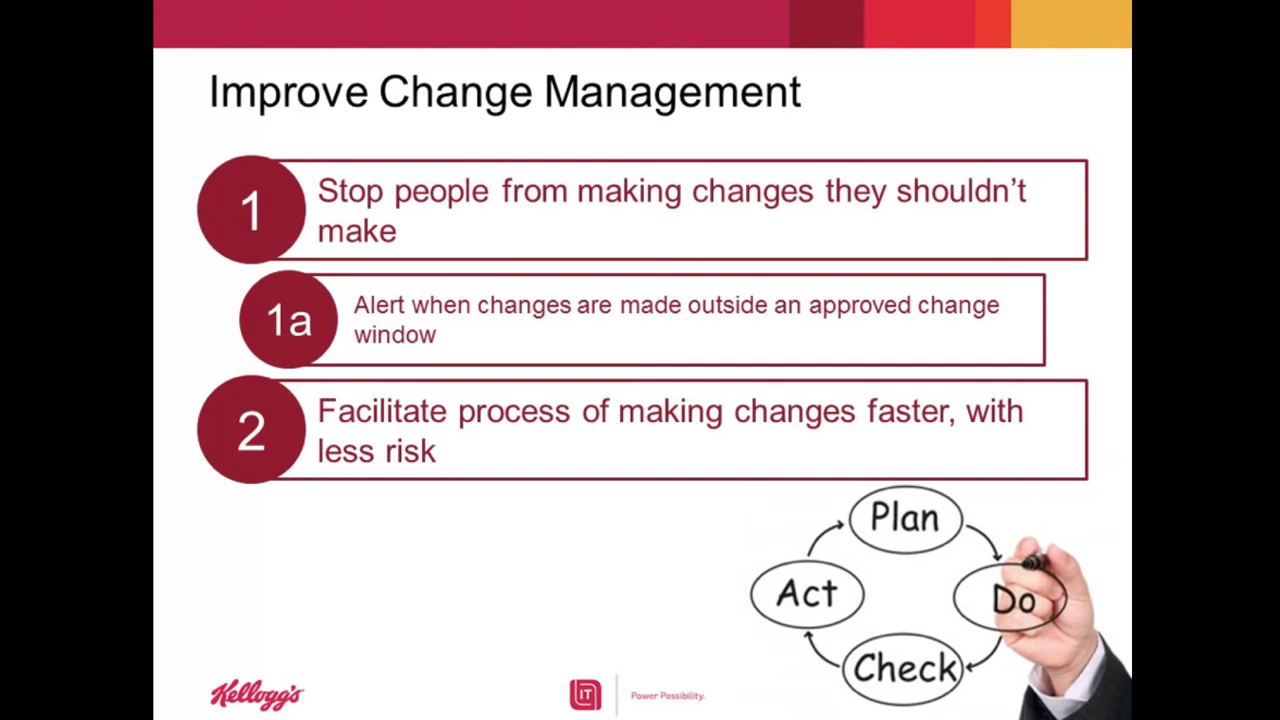 Improve Change Management
1
Stop people from making changes they shouldn’t
make
1a
Alert when changes are made outside an approved change
window
2
Facilitate process of making changes faster, with
less risk
Plan
Do
Check
Act
Kellogg's
IT
Power Possibility.